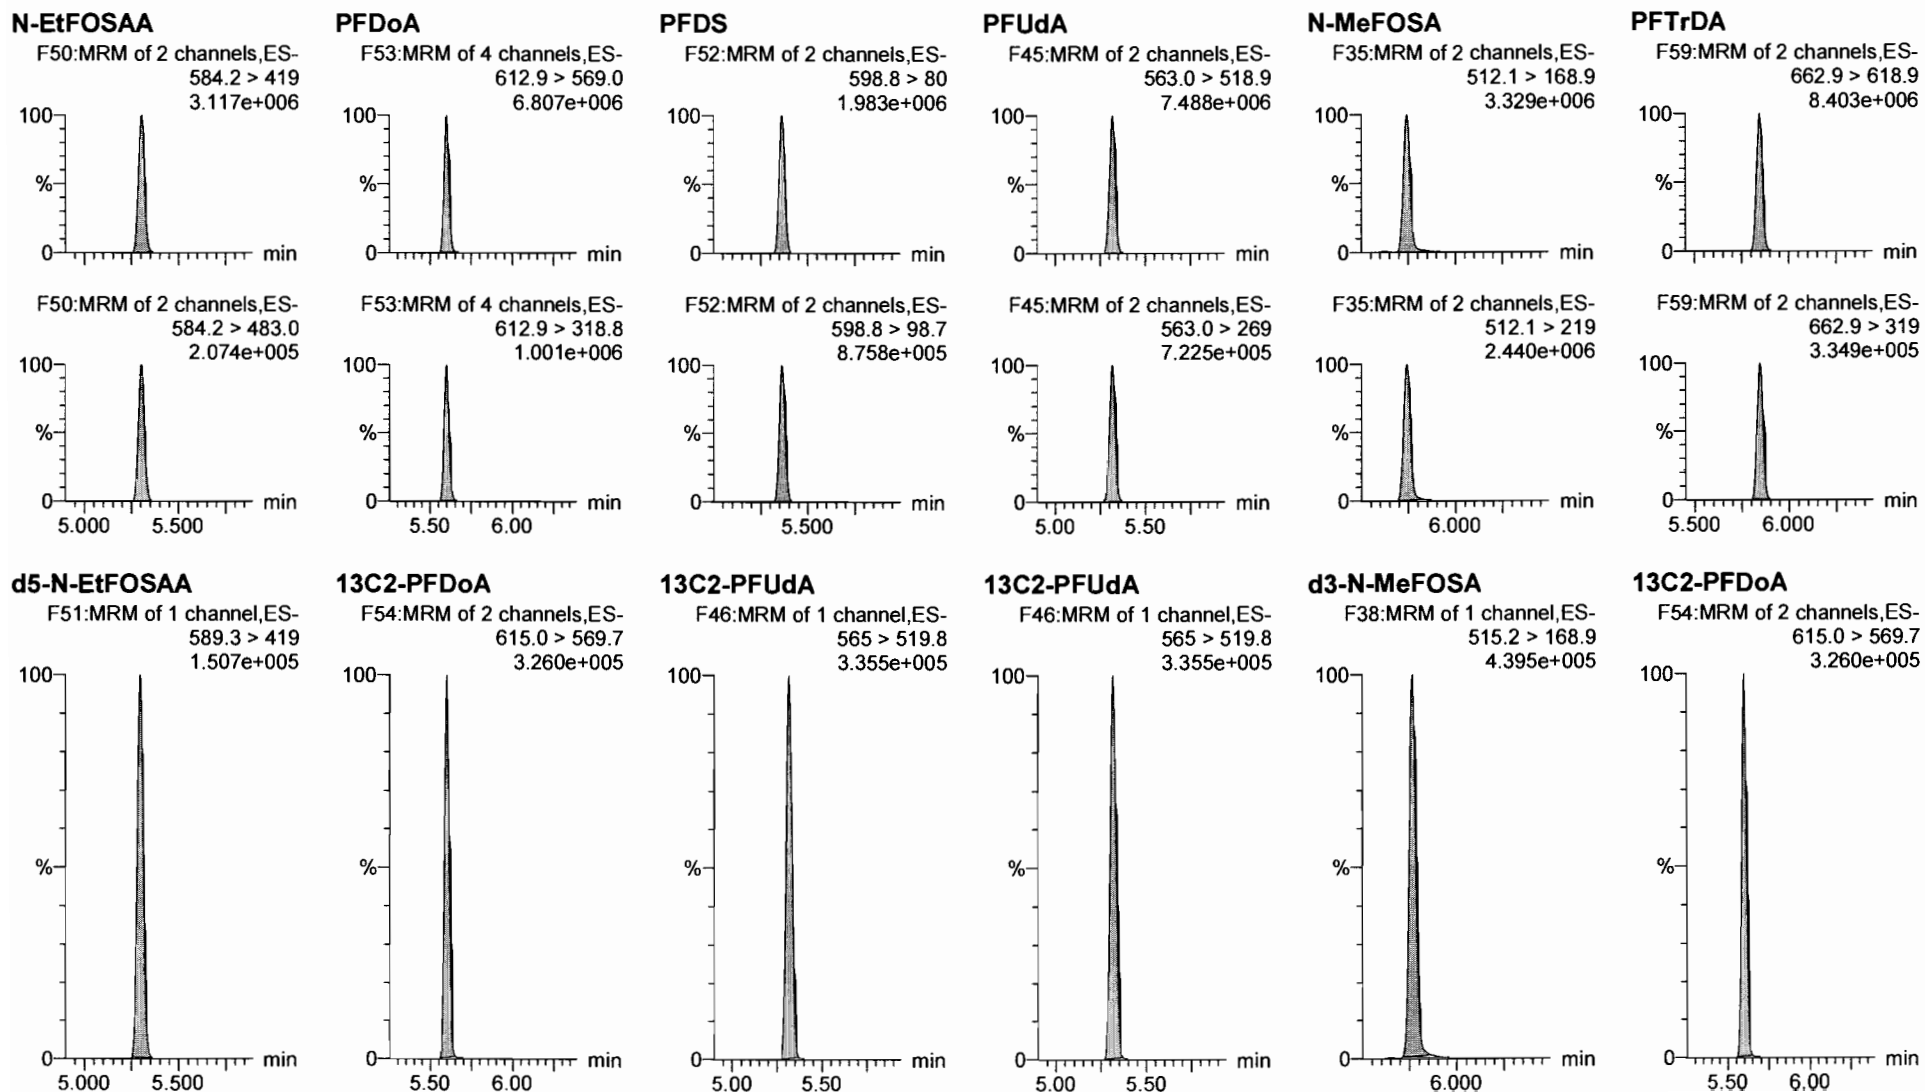 N-EtFOSAA
F50:MRM of 2 channels,ES-
584.2 > 419
3.117e+006
100
%
0
min
PFDoA
F53:MRM of 4 channels,ES-
612.9 > 569.0
6.807e+006
100
%
0
min
PFDS
F52:MRM of 2 channels,ES-
598.8 > 80
1.983e+006
100
%
0
min
PFUdA
F45:MRM of 2 channels,ES-
563.0 > 518.9
7.488e+006
100
%
0
min
N-MeFOSA
F35:MRM of 2 channels,ES-
512.1 > 168.9
3.329e+006
100
%
0
min
PFTrDA
F59:MRM of 2 channels,ES-
662.9 > 618.9
8.403e+006
100
%
0
min
F50:MRM of 2 channels,ES-
584.2 > 483.0
2.074e+005
100
%
0
min
5.000 5.500
F53:MRM of 4 channels,ES-
612.9 > 318.8
1.001e+006
100
%
0
min
5.50 6.00
F52:MRM of 2 channels,ES-
598.8 > 98.7
8.758e+005
100
%
0
min
5.500
F45:MRM of 2 channels,ES-
563.0 > 269
7.225e+005
100
%
0
min
5.00 5.50
F35:MRM of 2 channels,ES-
512.1 > 219
2.440e+006
100
%
0
min
6.000
F59:MRM of 2 channels,ES-
662.9 > 319
3.349e+005
100
%
0
min
5.500 6.000
d5-N-EtFOSAA
F51:MRM of 1 channel,ES-
589.3 > 419
1.507e+005
100
%
0
min
5.000 5.500
13C2-PFDoA
F54:MRM of 2 channels,ES-
615.0 > 569.7
3.260e+005
100
%
0
min
5.50 6.00
13C2-PFUdA
F46:MRM of 1 channel,ES-
565 > 519.8
3.355e+005
100
%
0
min
5.00 5.50
13C2-PFUdA
F46:MRM of 1 channel,ES-
565 > 519.8
3.355e+005
100
%
0
min
5.00 5.50
d3-N-MeFOSA
F38:MRM of 1 channel,ES-
515.2 > 168.9
4.395e+005
100
%
0
min
6.000
13C2-PFDoA
F54:MRM of 2 channels,ES-
615.0 > 569.7
3.260e+005
100
%
0
min
5.50 6.00